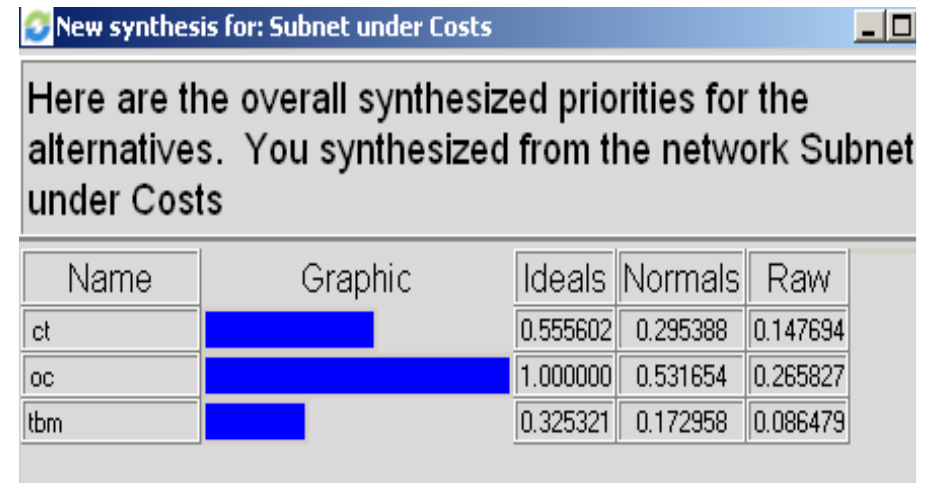 New synthesis for: Subnet under Costs
Here are the overall synthesized priorities for the
alternatives. You synthesized from the network Subnet
under Costs
Name Graphic Ideals Normals Raw
ct 0.555602 0.295388 0.147694
oc 1.000000 0.531654 0.265827
tbm 0.325321 0.172958 0.086479